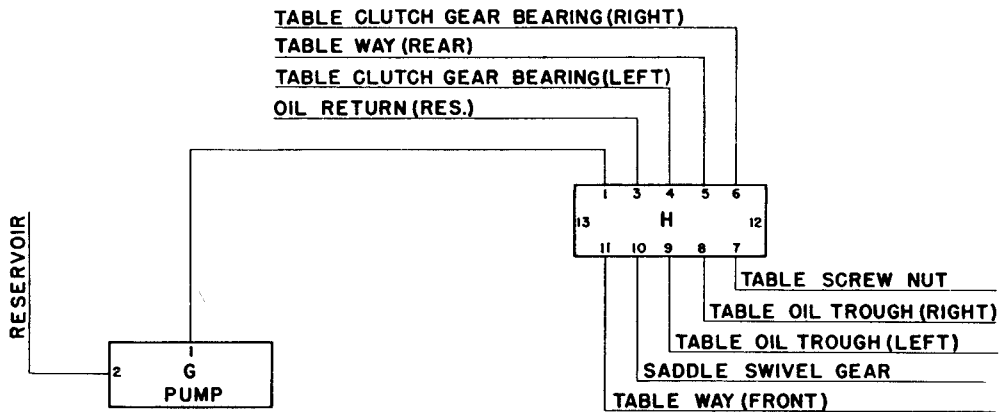 TABLE CLUTCH GEAR BEARING (RIGHT)
TABLE WAY (REAR)
TABLE CLUTCH GEAR BEARING (LEFT)
OIL RETURN (RES.)
1 3 4 5 6
13 H 12
11 10 9 8 7
RESERVOIR
TABLE SCREW NUT
TABLE OIL TROUGH (RIGHT)
TABLE OIL TROUGH (LEFT)
SADDLE SWIVEL GEAR
TABLE WAY (FRONT)
1
2 G
PUMP